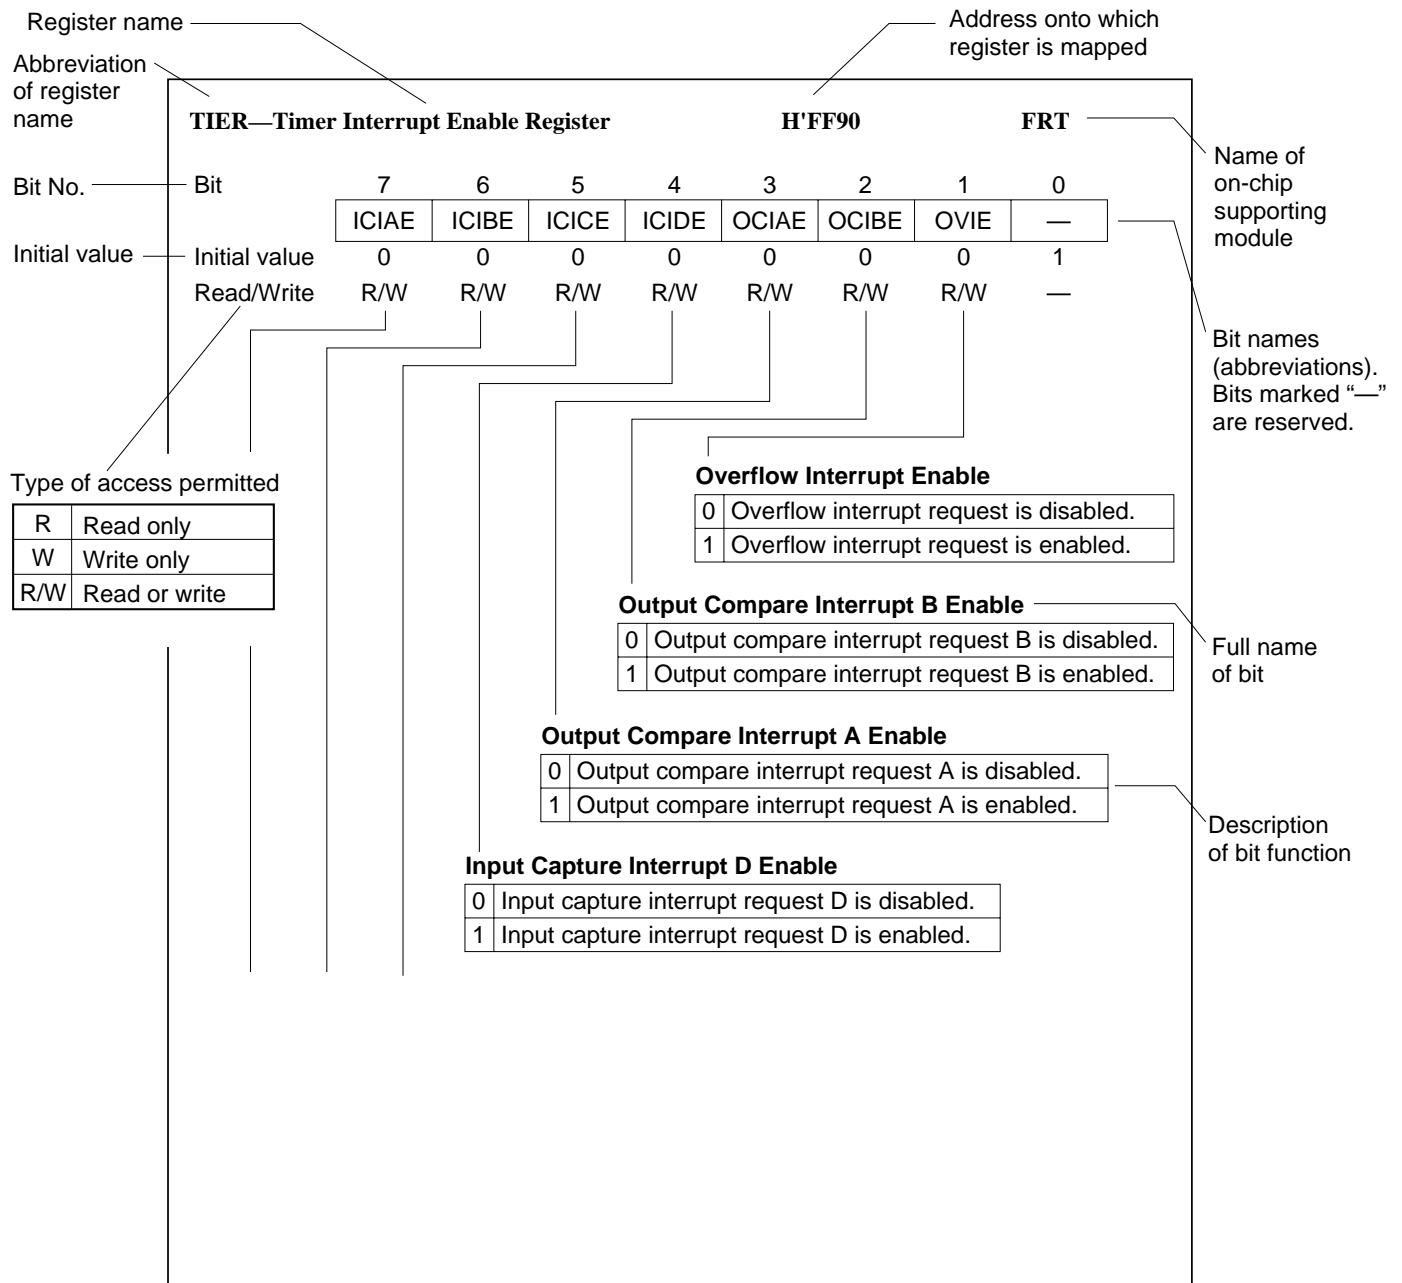 Register name
Address onto which
register is mapped
Abbreviation
of register
name
TIER—Timer Interrupt Enable Register H'FF90 FRT
Name of
on-chip
supporting
module
Bit No.
Bit 7 6 5 4 3 2 1 0
ICIAE ICIBE ICICE ICIDE OCIAE OCIBE OVIE —
Initial value
Initial value 0 0 0 0 0 0 0 1
Read/Write R/W R/W R/W R/W R/W R/W R/W —
Bit names
(abbreviations).
Bits marked “—”
are reserved.
Type of access permitted
R Read only
W Write only
R/W Read or write
Overflow Interrupt Enable
0 Overflow interrupt request is disabled.
1 Overflow interrupt request is enabled.
Output Compare Interrupt B Enable
0 Output compare interrupt request B is disabled.
1 Output compare interrupt request B is enabled.
Full name
of bit
Output Compare Interrupt A Enable
0 Output compare interrupt request A is disabled.
1 Output compare interrupt request A is enabled.
Description
of bit function
Input Capture Interrupt D Enable
0 Input capture interrupt request D is disabled.
1 Input capture interrupt request D is enabled.